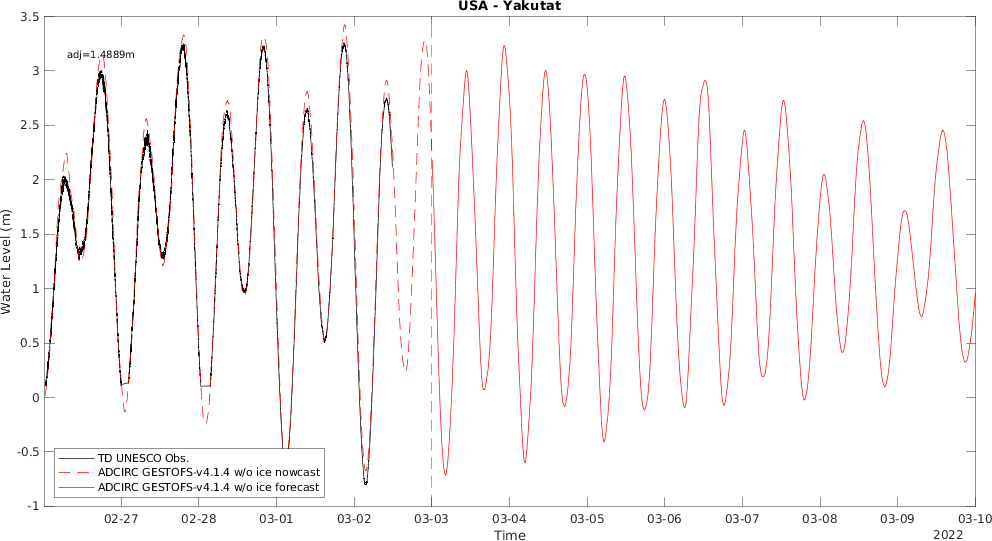 USA - Yakutat
adj=1.4889m
3.5
3
2.5
2
1.5
1
0.5
0
-0.5
-1
Water Level (m)
TD UNESCO Obs.
ADCIRC GESTOFS-v4.1.4 w/o ice nowcast
ADCIRC GESTOFS-v4.1.4 w/o ice forecast
02-27 02-28 03-01 03-02 03-03 03-04 03-05 03-06 03-07 03-08 03-09 03-10
Time
2022